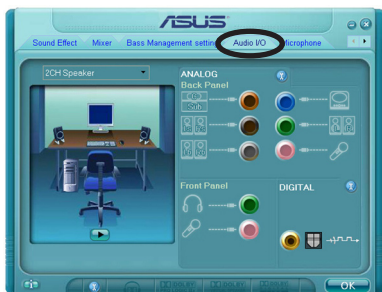 ASUS
Sound Effect Mixer Bass Management setting Audio I/O Microphone
2CH Speaker
ANALOG
Back Panel
Sub
Front Panel
DIGITAL
OK